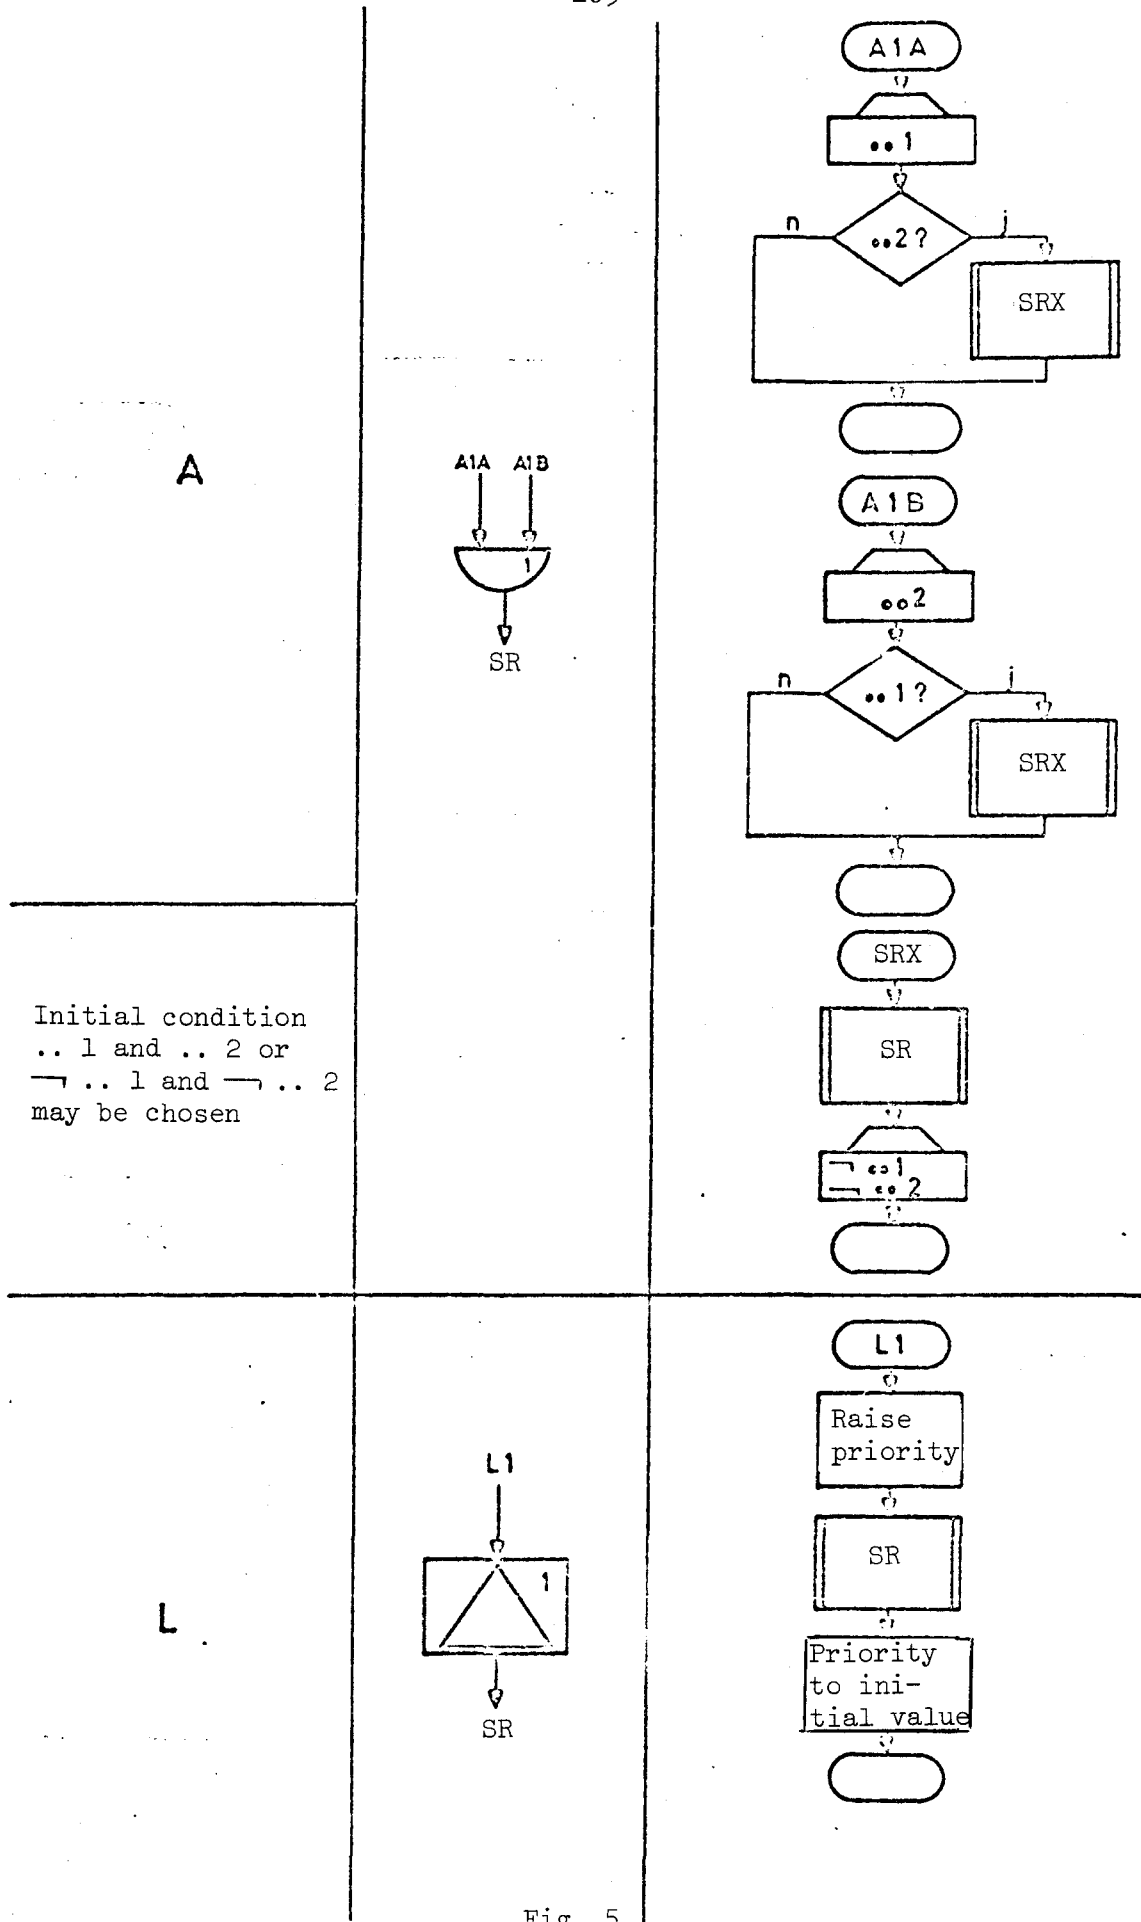 A
Initial condition
.. 1 and .. 2 or
¬ .. 1 and ¬ .. 2
may be chosen
A1A A1B
1
SR
A1A
..1
..2?
n
j
SRX
A1B
..2
..1?
n
j
SRX
SRX
SR
¬ ..1
¬ ..2
L
L1
1
SR
L1
Raise
priority
SR
Priority
to ini-
tial value
Fig. 5